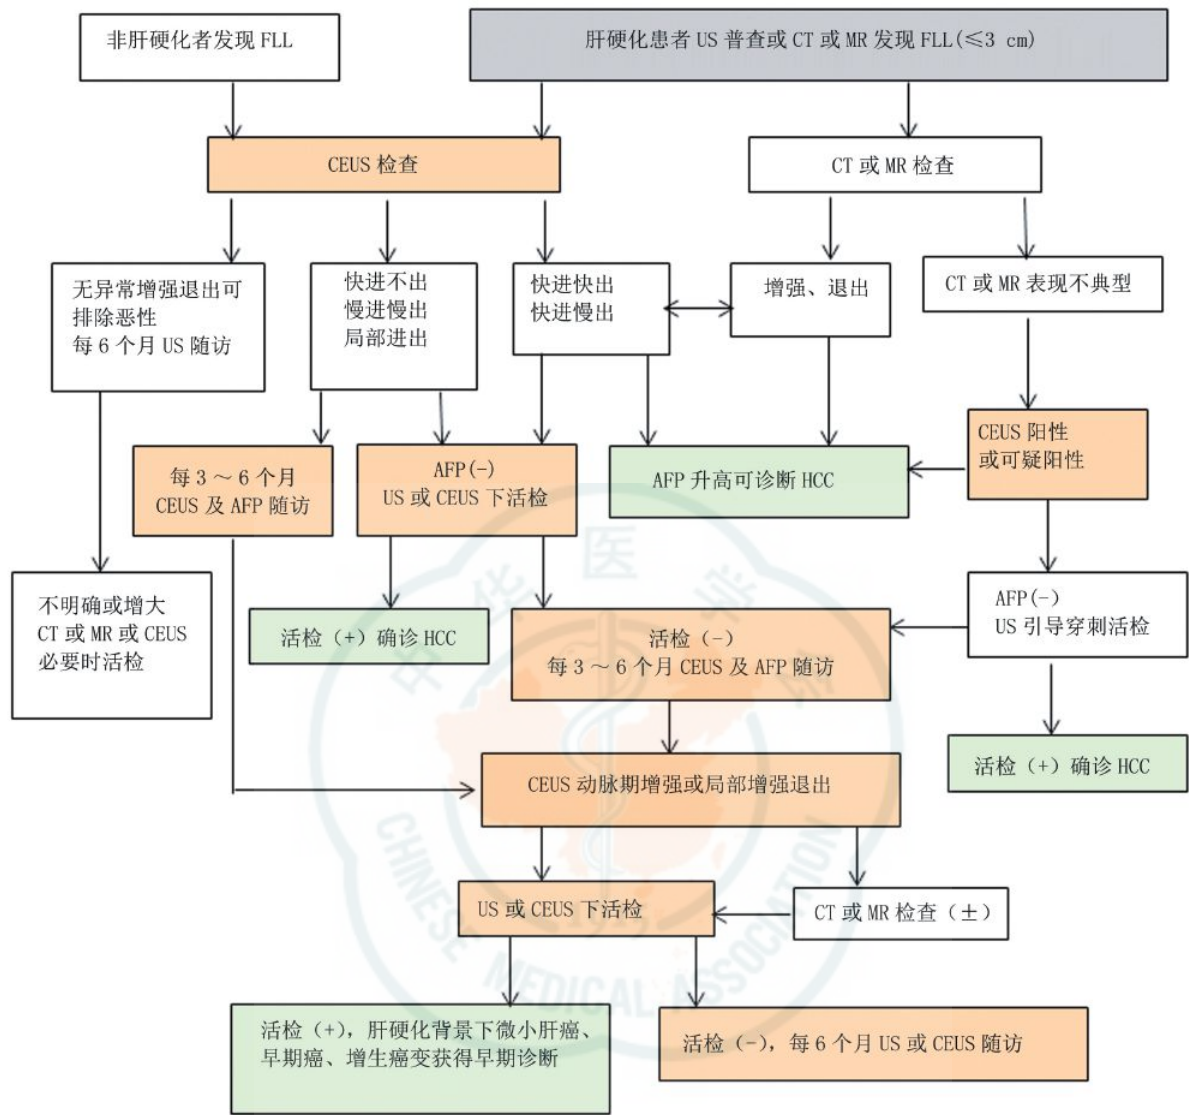 非肝硬化者发现 FLL
肝硬化患者 US 普查或 CT 或 MR 发现 FLL(≤3 cm)
CEUS 检查
CT 或 MR 检查
无异常增强退出可
排除恶性
每 6 个月 US 随访
快进不出
慢进慢出
局部进出
快进快出
快进慢出
增强、退出
CT 或 MR 表现不典型
每 3～6 个月
CEUS 及 AFP 随访
AFP(-)
US 或 CEUS 下活检
AFP 升高可诊断 HCC
CEUS 阳性
或可疑阳性
不明确或增大
CT 或 MR 或 CEUS
必要时活检
活检（+）确诊 HCC
活检（-）
每 3～6 个月 CEUS 及 AFP 随访
AFP(-)
US 引导穿刺活检
CEUS 动脉期增强或局部增强退出
活检（+）确诊 HCC
US 或 CEUS 下活检
CT 或 MR 检查（±）
活检（+），肝硬化背景下微小肝癌、
早期癌、增生癌变获得早期诊断
活检（-），每 6 个月 US 或 CEUS 随访
中华医学会
1915
CHINESE MEDICAL ASSOCIATION